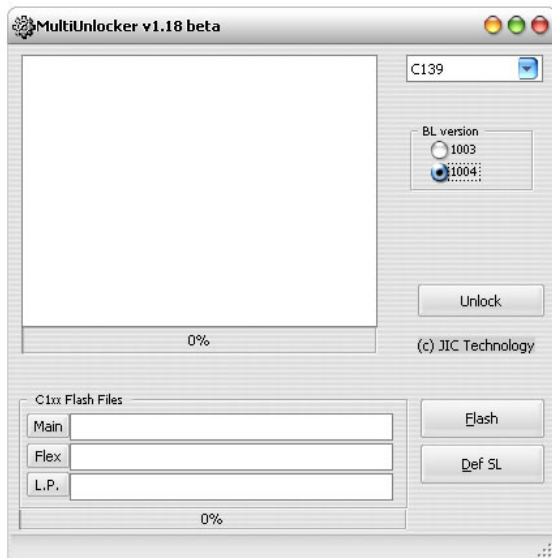 MultiUnlocker v1.18 beta
C139
BL version
1003
1004
Unlock
0%
(c) JIC Technology
C1xx Flash Files
Main
Flex
L.P.
Flash
Def SL
0%